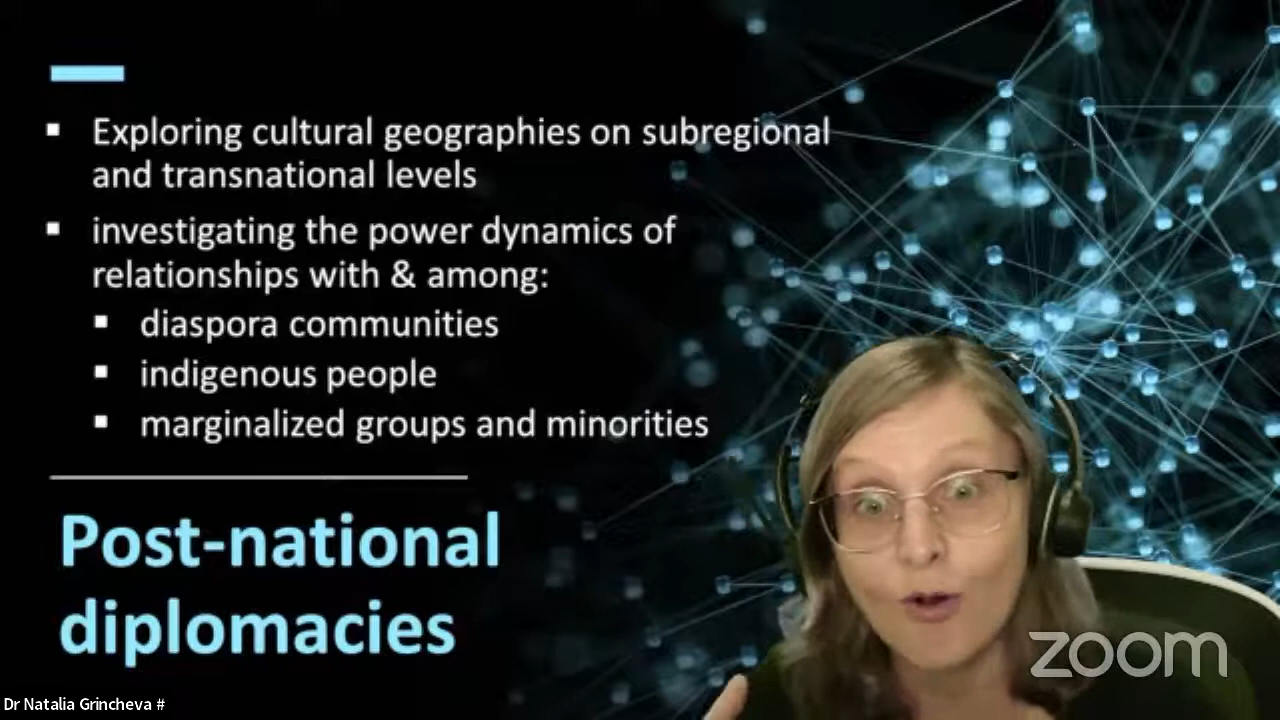 ▪ Exploring cultural geographies on subregional
and transnational levels
▪ investigating the power dynamics of
relationships with & among:
▪ diaspora communities
▪ indigenous people
▪ marginalized groups and minorities
Post-national
diplomacies
zoom
Dr Natalia Grincheva #